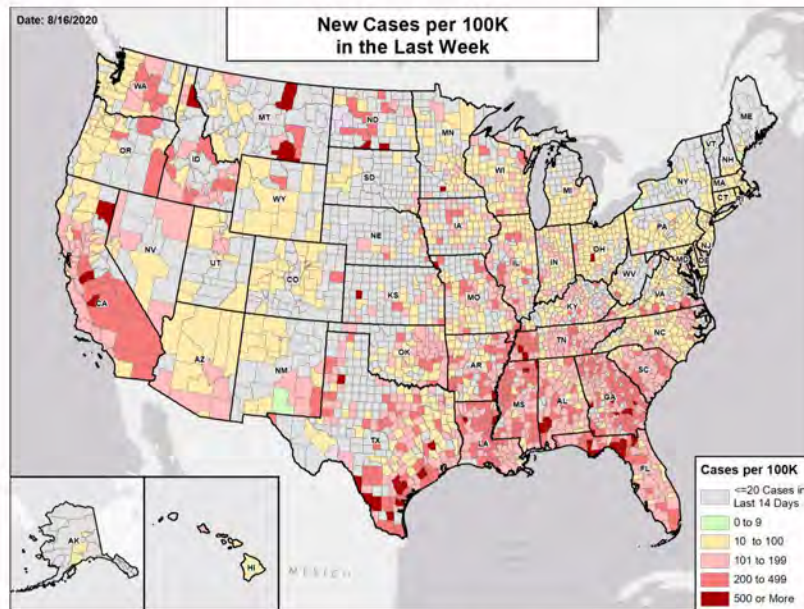 Date: 8/16/2020
New Cases per 100K
in the Last Week
WA
MT
ND
MN
ME
VT
NH
OR
ID
SD
WI
MI
NY
MA
CT
WY
IA
PA
NJ
NE
NV
UT
CO
IL
IN
OH
MD
DE
WV
VA
CA
KS
MO
KY
NC
AZ
NM
OK
AR
TN
SC
MS
AL
GA
TX
LA
FL
AK
HI
MEXICO
Cases per 100K
<=20 Cases in
Last 14 Days
0 to 9
10 to 100
101 to 199
200 to 499
500 or More